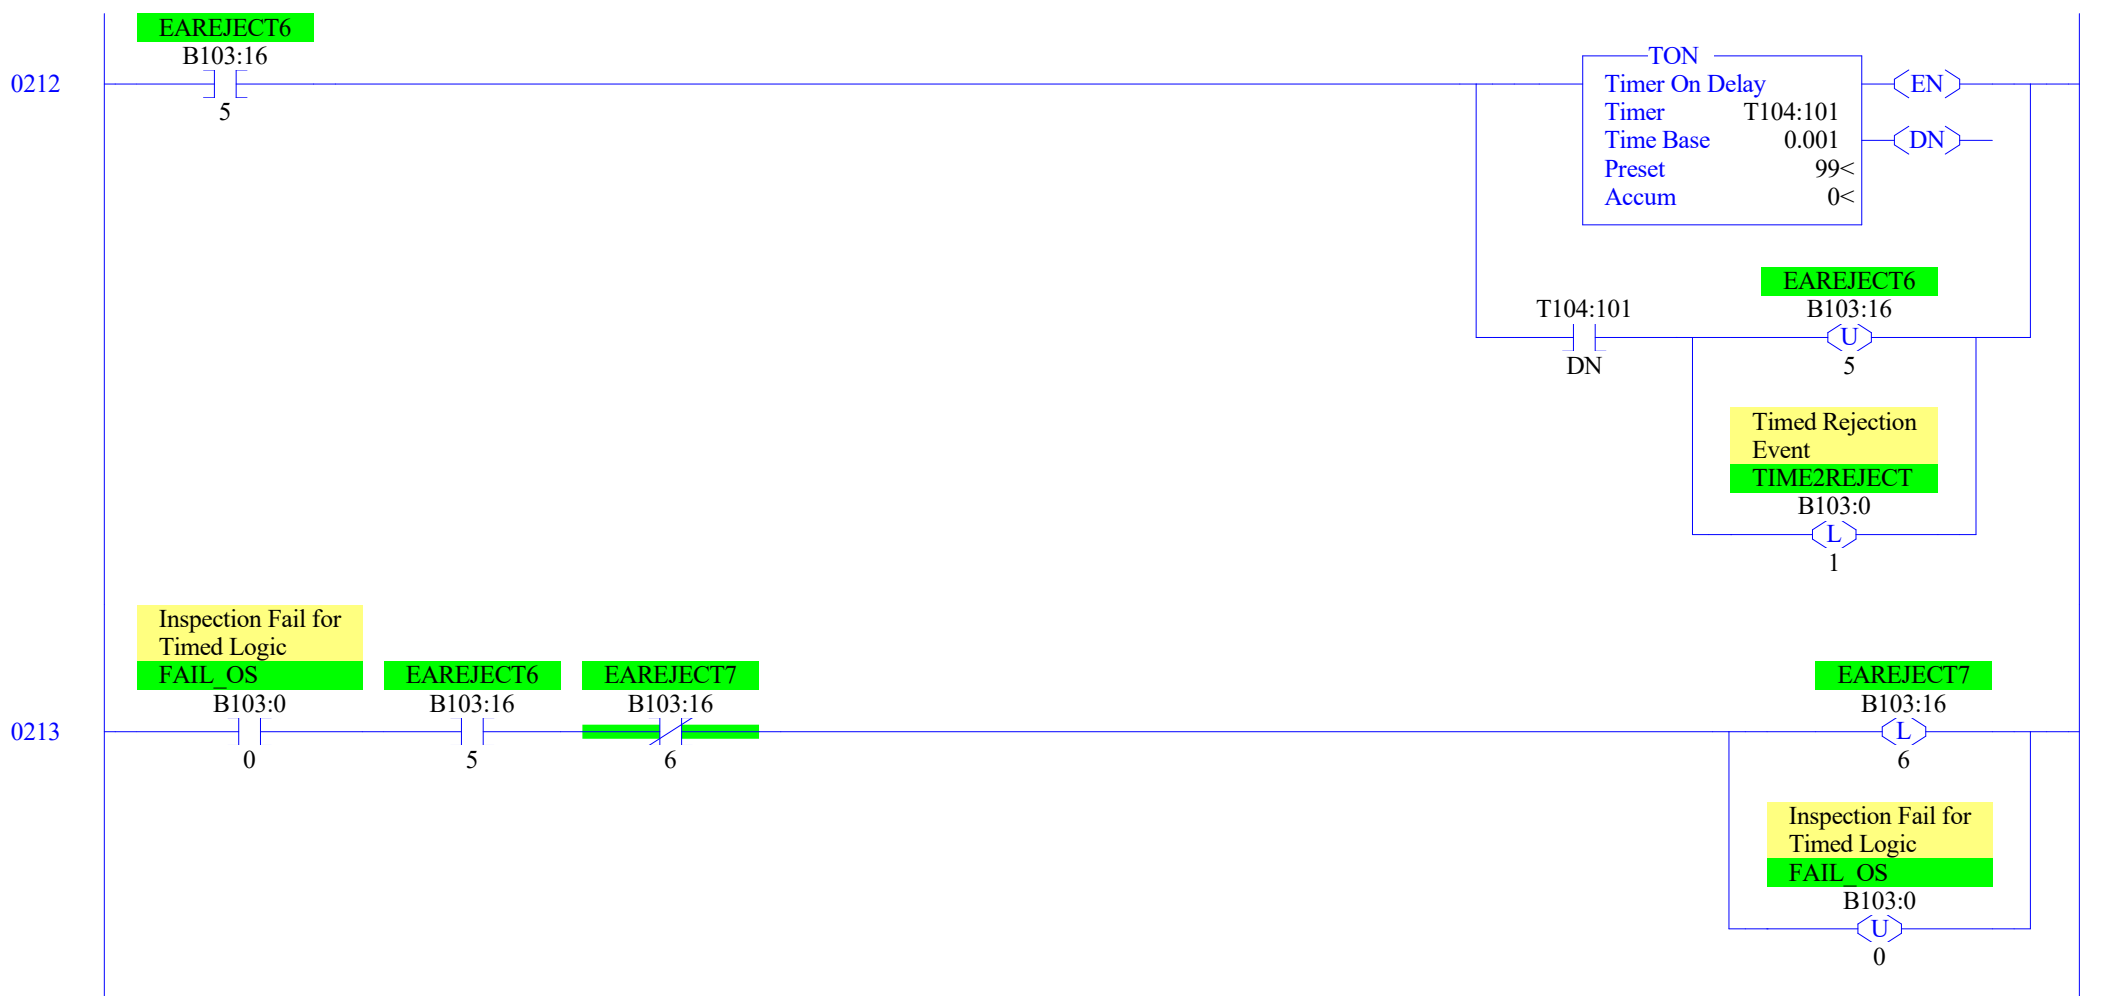 EAREJECT6
B103:16
0212
5
TON
Timer On Delay
Timer T104:101
Time Base 0.001
Preset 99<
Accum 0<
EN
DN
T104:101
DN
EAREJECT6
B103:16
U
5
Timed Rejection
Event
TIME2REJECT
B103:0
L
1
0213
Inspection Fail for
Timed Logic
FAIL_OS
B103:0
0
EAREJECT6
B103:16
5
EAREJECT7
B103:16
6
EAREJECT7
B103:16
L
6
Inspection Fail for
Timed Logic
FAIL_OS
B103:0
U
0